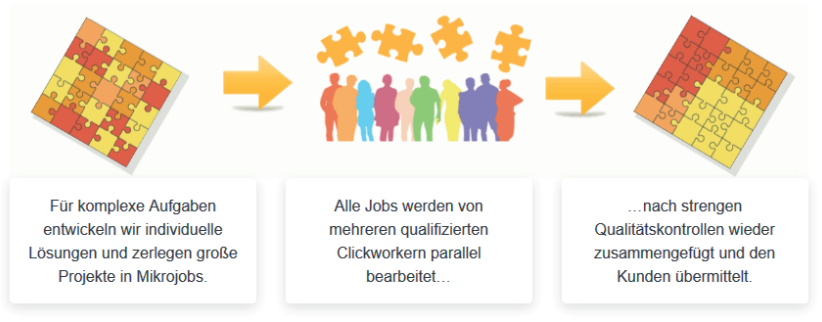 Für komplexe Aufgaben
entwickeln wir individuelle
Lösungen und zerlegen große
Projekte in Mikrojobs.
Alle Jobs werden von
mehreren qualifizierten
Clickworkern parallel
bearbeitet…
…nach strengen
Qualitätskontrollen wieder
zusammengefügt und den
Kunden übermittelt.